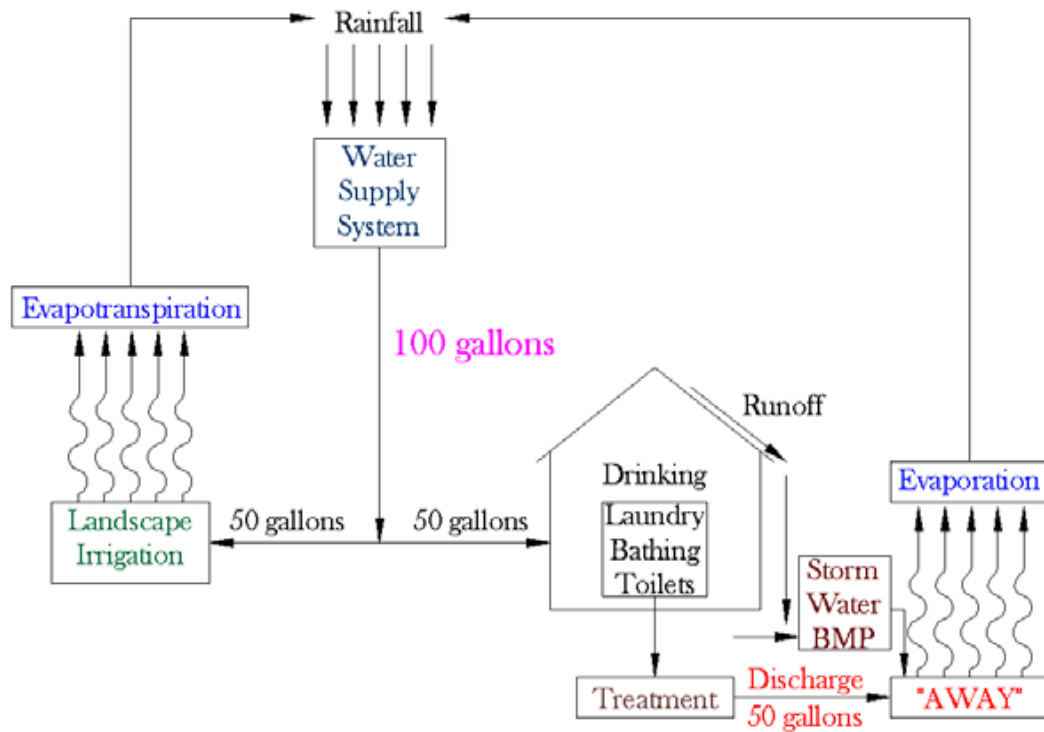 Rainfall
Water
Supply
System
Evapotranspiration
100 gallons
Runoff
Drinking
Evaporation
Landscape
Irrigation
50 gallons
50 gallons
Laundry
Bathing
Toilets
Storm
Water
BMP
Treatment
Discharge
50 gallons
"AWAY"